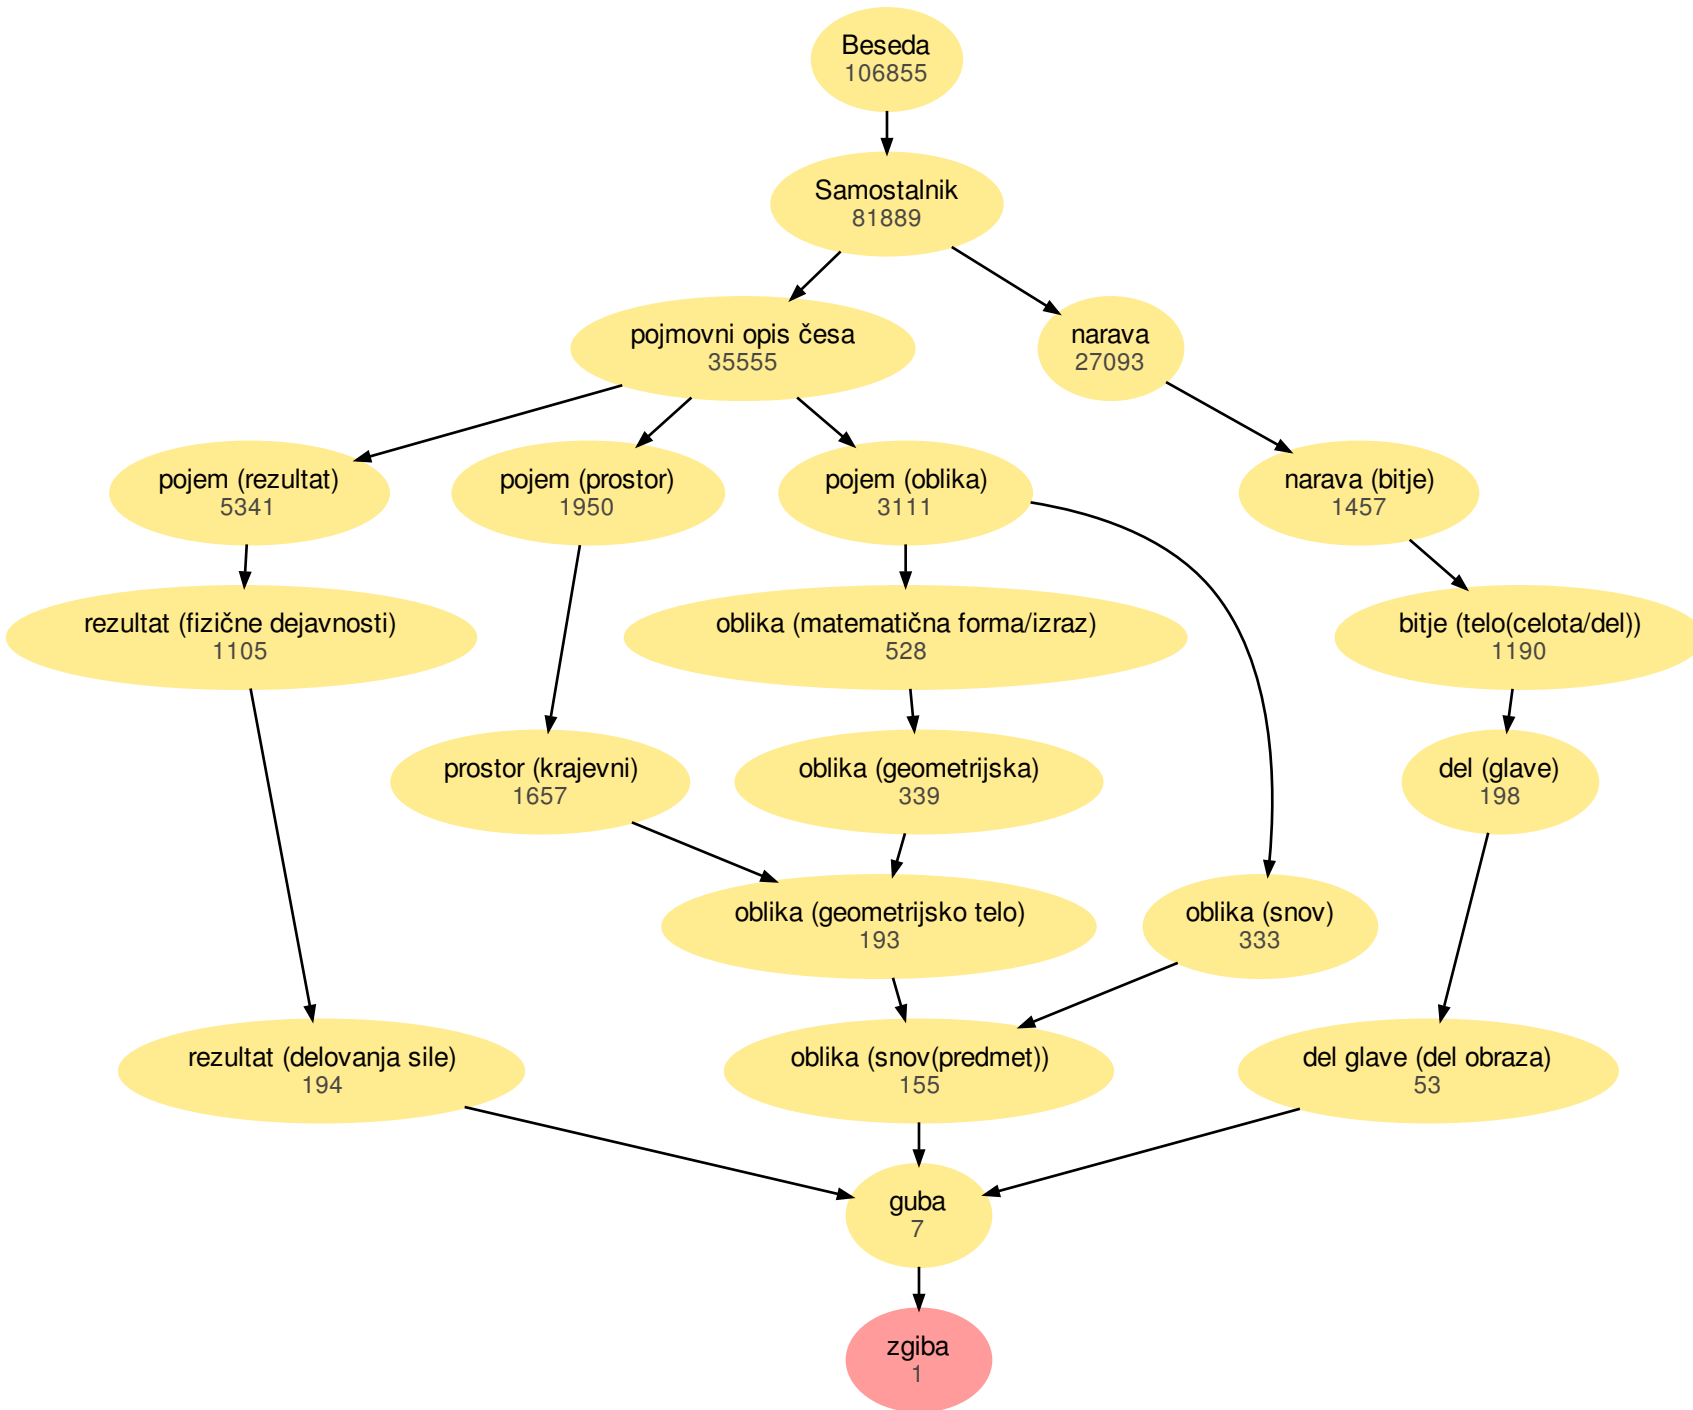 Beseda
106855
Samostalnik
81889
pojmovni opis česa
35555
narava
27093
pojem (rezultat)
5341
pojem (prostor)
1950
pojem (oblika)
3111
narava (bitje)
1457
rezultat (fizične dejavnosti)
1105
oblika (matematična forma/izraz)
528
bitje (telo(celota/del))
1190
prostor (krajevni)
1657
oblika (geometrijska)
339
del (glave)
198
oblika (geometrijsko telo)
193
oblika (snov)
333
rezultat (delovanja sile)
194
oblika (snov(predmet))
155
del glave (del obraza)
53
guba
7
zgiba
1